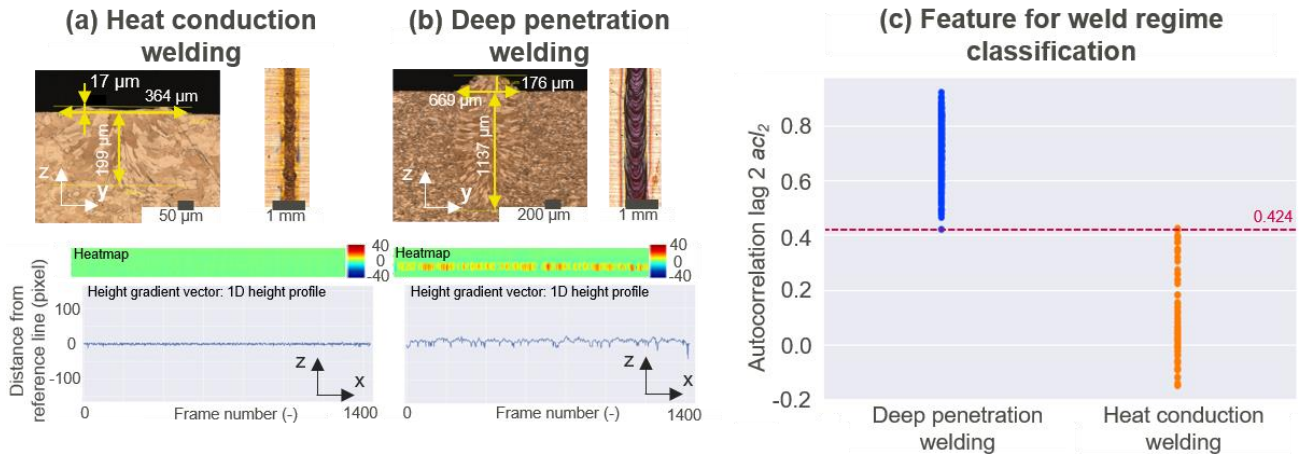 (a) Heat conduction
welding
17 µm
364 µm
199 µm
z
y
50 µm
1 mm
Heatmap
40
0
-40
Height gradient vector: 1D height profile
Distance from
reference line (pixel)
100
0
-100
z
x
0
Frame number (-)
1400
(b) Deep penetration
welding
176 µm
669 µm
1137 µm
z
y
200 µm
1 mm
Heatmap
40
0
-40
Height gradient vector: 1D height profile
z
x
0
Frame number (-)
1400
(c) Feature for weld regime
classification
Autocorrelation lag 2 acl2
0.8
0.6
0.4
0.2
0.0
-0.2
0.424
Deep penetration
welding
Heat conduction
welding